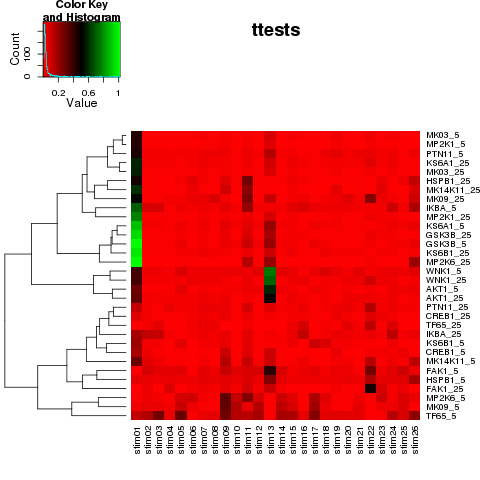 Color Key
and Histogram
Count
0 100
0.2 0.6 1
Value
ttests
MK03_5
MP2K1_5
PTN11_5
KS6A1_25
MK03_25
HSPB1_25
MK14K11_25
MK09_25
IKBA_5
MP2K1_25
KS6A1_5
GSK3B_25
GSK3B_5
KS6B1_25
MP2K6_25
WNK1_5
WNK1_25
AKT1_5
AKT1_25
PTN11_25
CREB1_25
TF65_25
IKBA_25
KS6B1_5
CREB1_5
MK14K11_5
FAK1_5
HSPB1_5
FAK1_25
MP2K6_5
MK09_5
TF65_5
stim01
stim02
stim03
stim04
stim05
stim06
stim07
stim08
stim09
stim10
stim11
stim12
stim13
stim14
stim15
stim16
stim17
stim18
stim19
stim20
stim21
stim22
stim23
stim24
stim25
stim26